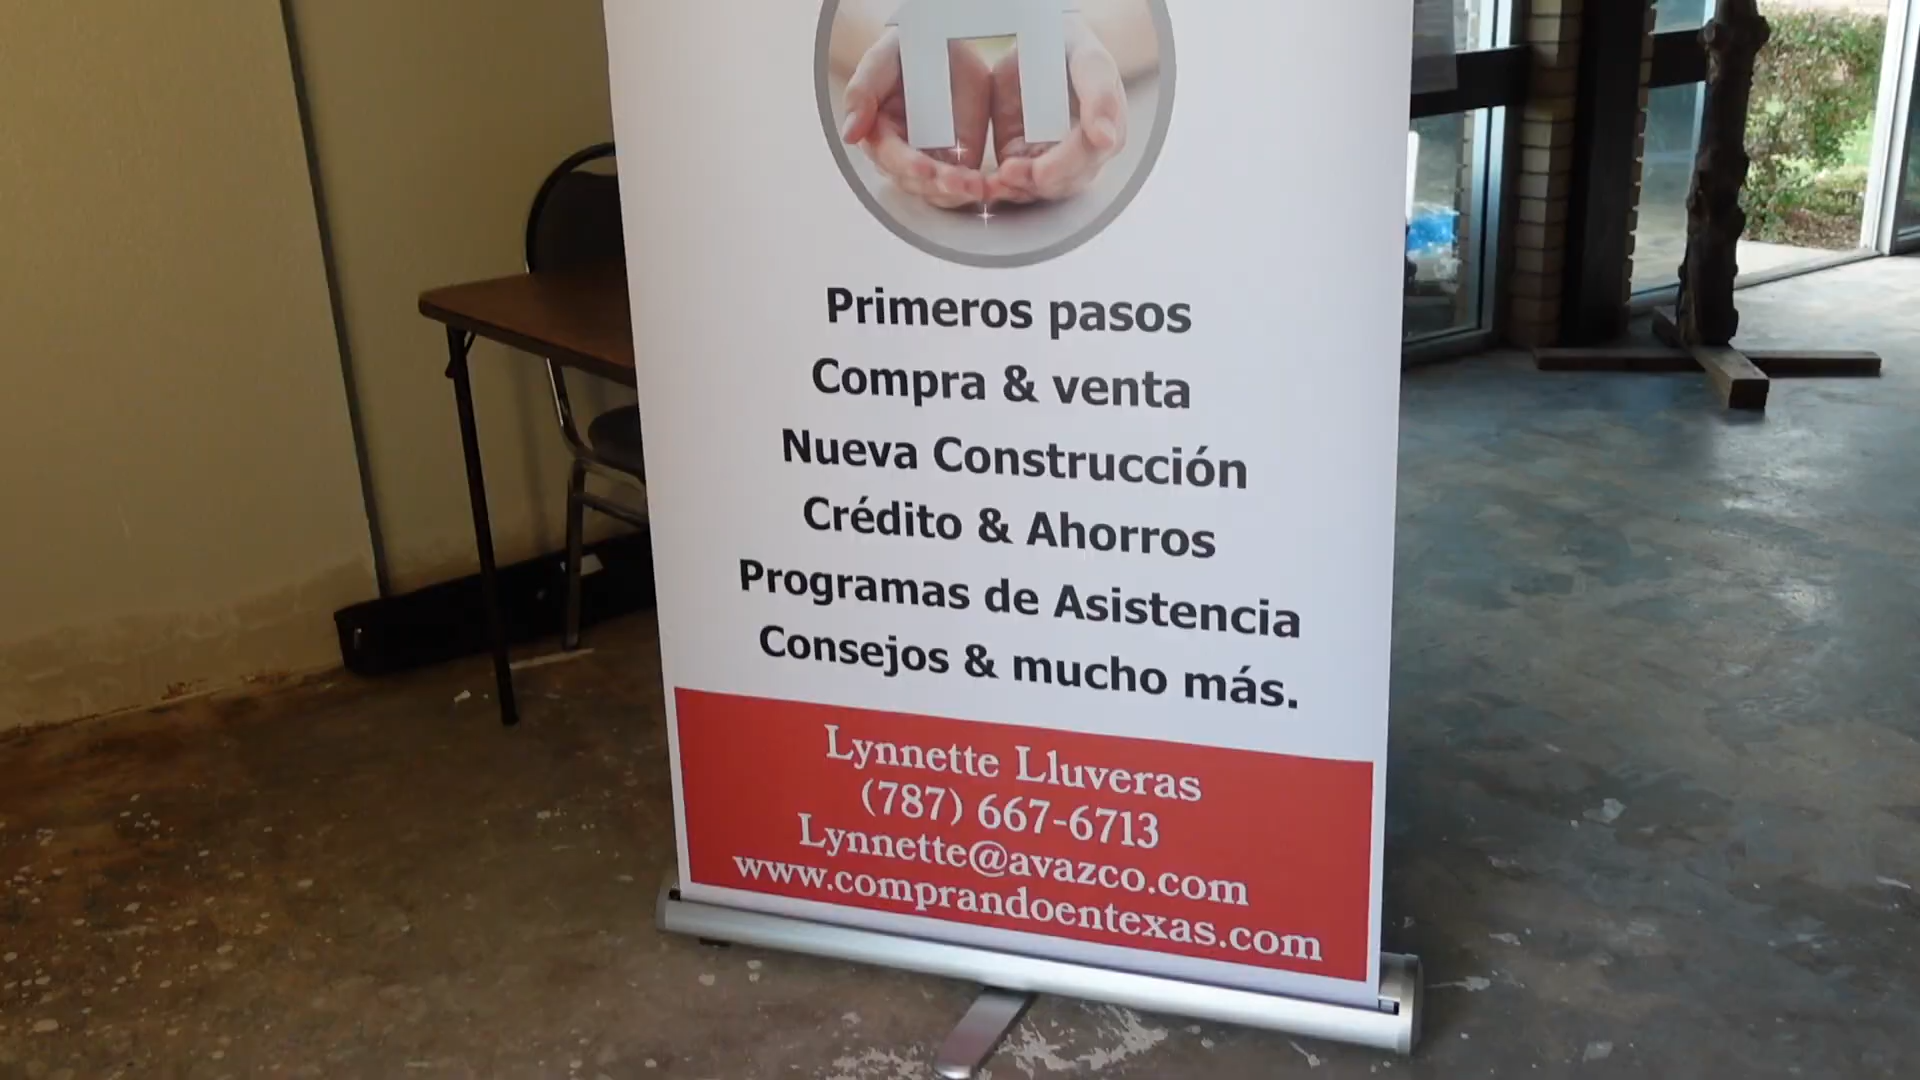 Primeros pasos
Compra & venta
Nueva Construcción
Crédito & Ahorros
Programas de Asistencia
Consejos & mucho más.
Lynnette Lluveras
(787) 667-6713
Lynnette@avazco.com
www.comprandoentexas.com